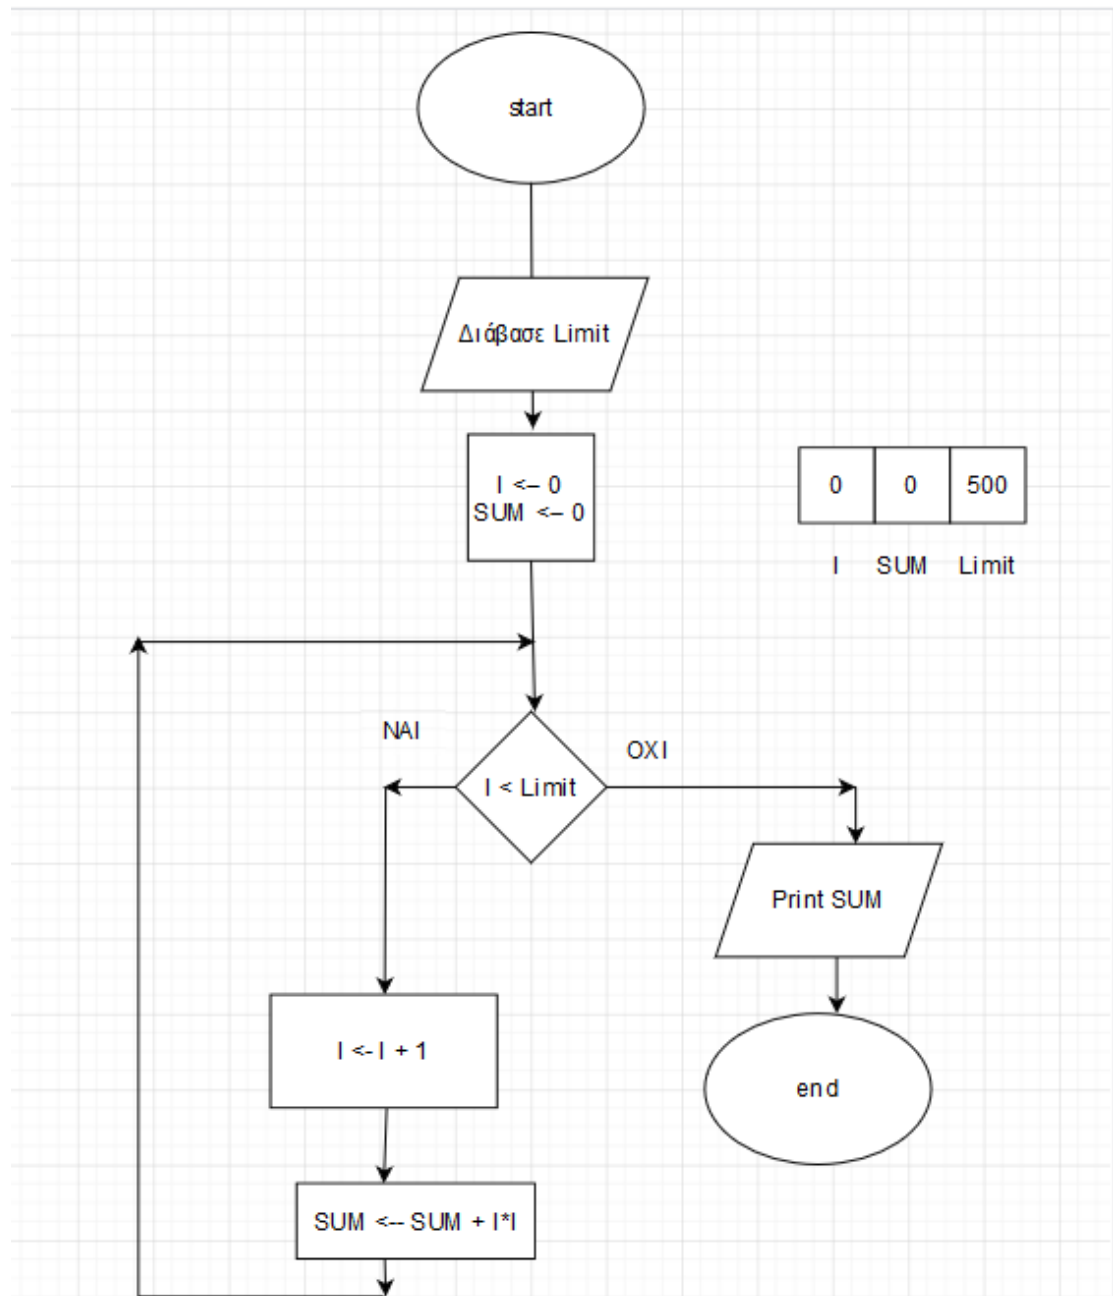 start
Διάβασε Limit
I <-- 0
SUM <-- 0
0 0 500
I SUM Limit
NAI
OXI
I < Limit
Print SUM
I <- I + 1
end
SUM <-- SUM + I*I